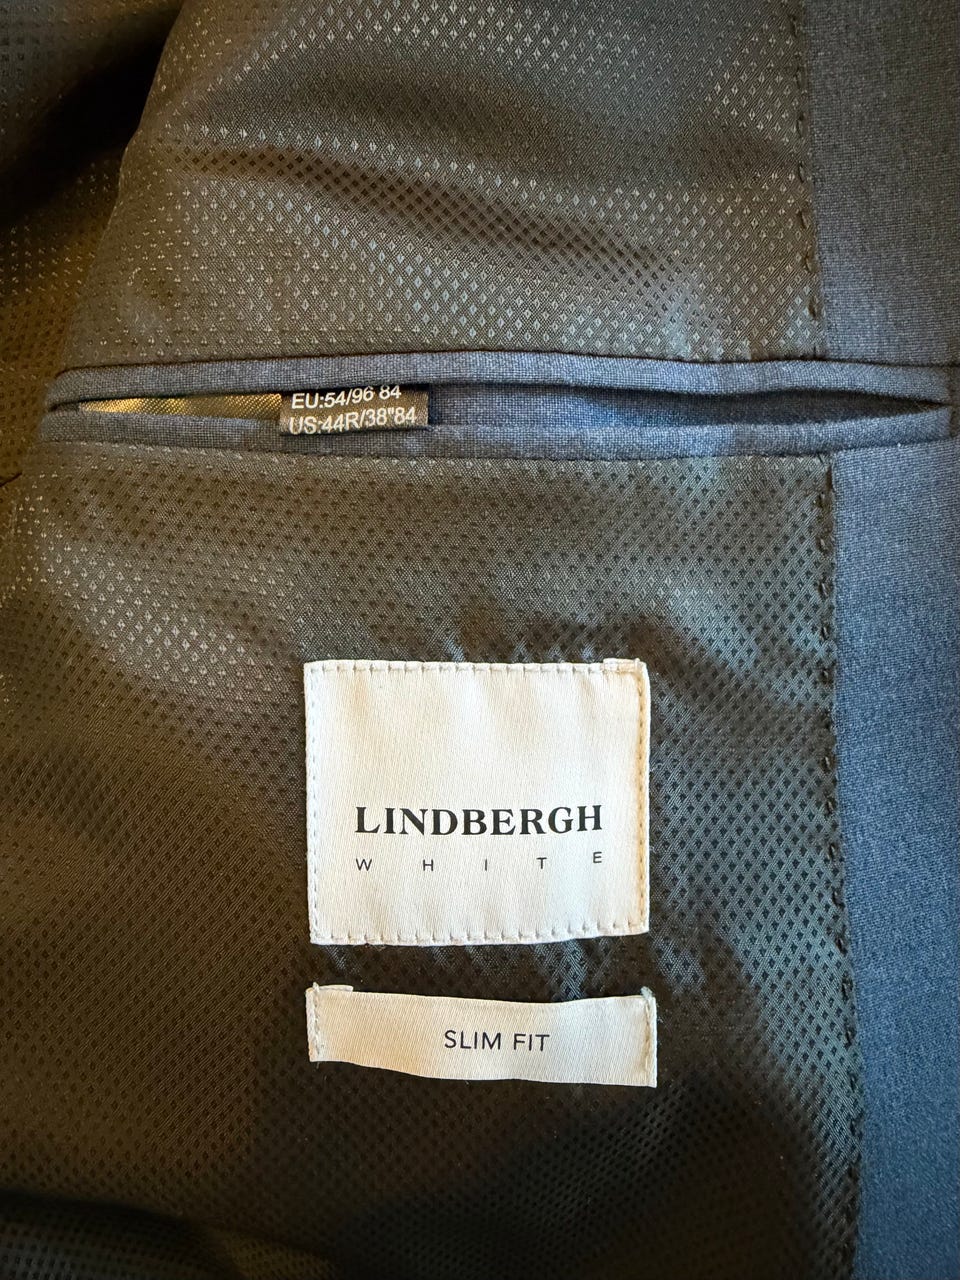 EU:54/96 84
US:44R/38"84
LINDBERGH
WHITE
SLIM FIT